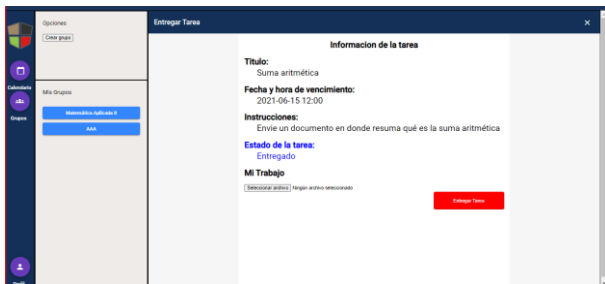 Opciones
Crear grupo
Calendario
Grupos
Mis Grupos
Matemática Aplicada II
AAA
Perfil
Entregar Tarea
×
Informacion de la tarea
Titulo:
Suma aritmética
Fecha y hora de vencimiento:
2021-06-15 12:00
Instrucciones:
Envie un documento en donde resuma qué es la suma aritmética
Estado de la tarea:
Entregado
Mi Trabajo
Seleccionar archivo Ningún archivo seleccionado
Entregar Tarea